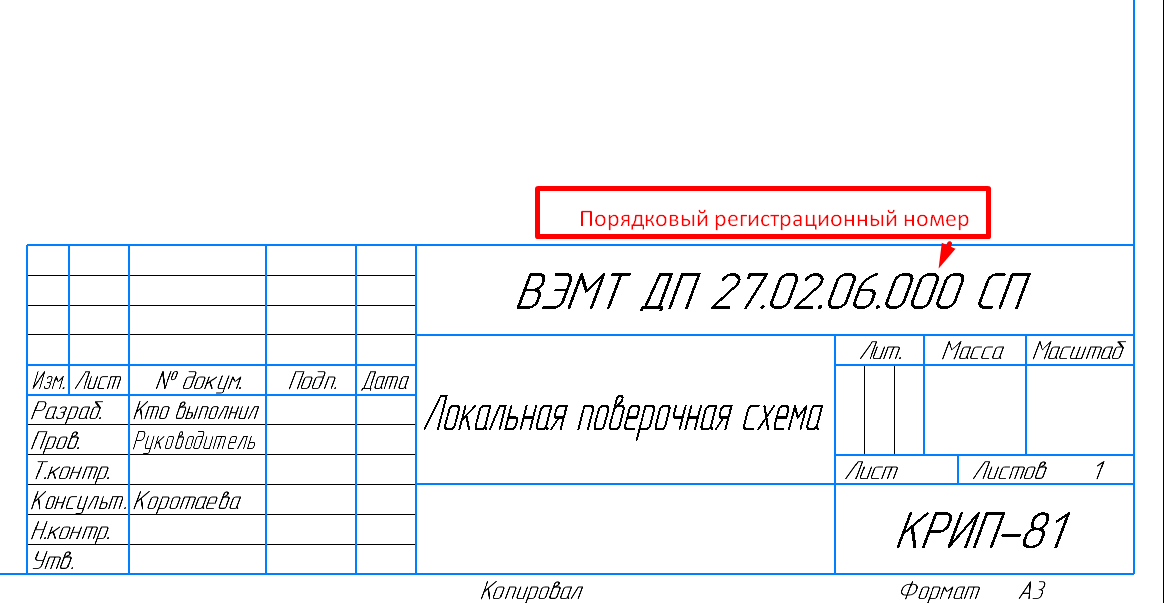 Порядковый регистрационный номер
ВЭМТ ДП 27.02.06.000 СП
Лит. Масса Масштаб
Изм. Лист № докум. Подп. Дата
Разраб. Кто выполнил
Локальная поверочная схема
Пров. Руководитель
Т.контр.
Лист Листов 1
Консульт. Коротаева
Н.контр.
КРИП-81
Утв.
Копировал Формат А3